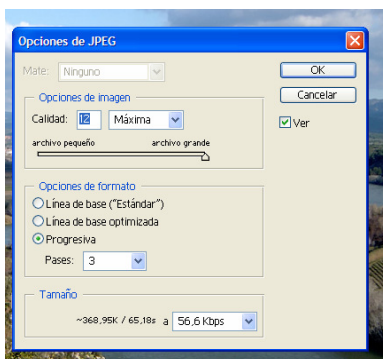 Opciones de JPEG
Mate: Ninguno
OK
Cancelar
Ver
Opciones de imagen
Calidad: 12 Máxima
archivo pequeño archivo grande
Opciones de formato
Línea de base ("Estándar")
Línea de base optimizada
Progresiva
Pases: 3
Tamaño
~368,95K / 65,18s a 56,6 Kbps